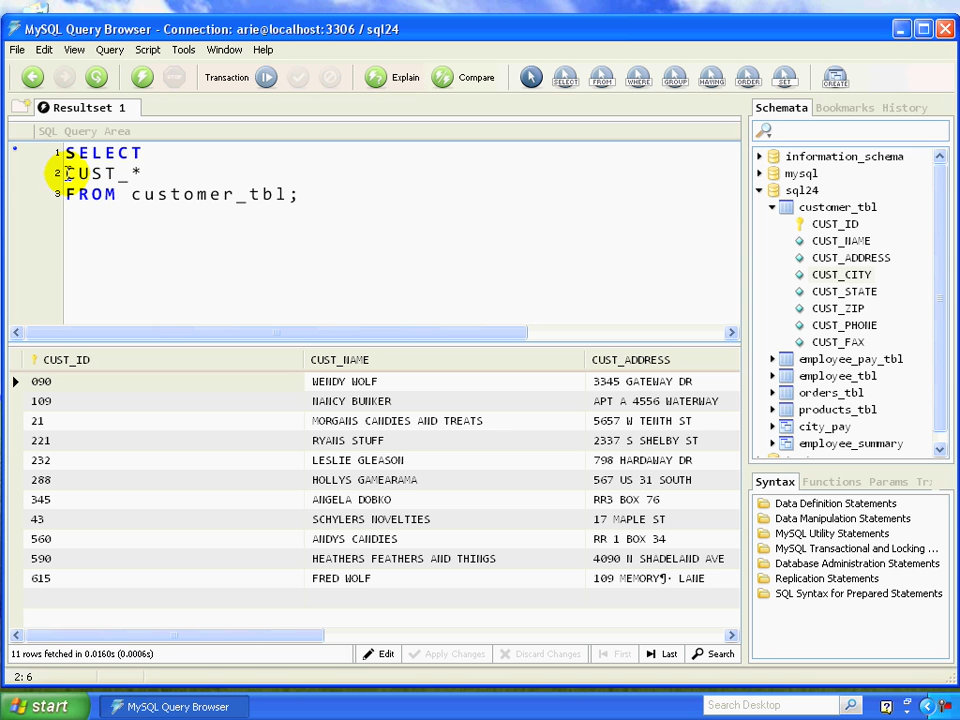 MySQL Query Browser - Connection: arie@localhost:3306 / sql24
File Edit View Query Script Tools Window Help
Transaction Explain Compare SELECT FROM WHERE GROUP HAVING ORDER SET CREATE
Resultset 1
SQL Query Area
1 SELECT
2 CUST_*
3 FROM customer_tbl;
CUST_ID CUST_NAME CUST_ADDRESS
090 WENDY WOLF 3345 GATEWAY DR
109 NANCY BUNKER APT A 4556 WATERWAY
21 MORGANS CANDIES AND TREATS 5657 W TENTH ST
221 RYANS STUFF 2337 S SHELBY ST
232 LESLIE GLEASON 798 HARDAWAY DR
288 HOLLYS GAMEARAMA 567 US 31 SOUTH
345 ANGELA DOBKO RR3 BOX 76
43 SCHYLERS NOVELTIES 17 MAPLE ST
560 ANDYS CANDIES RR 1 BOX 34
590 HEATHERS FEATHERS AND THINGS 4090 N SHADELAND AVE
615 FRED WOLF 109 MEMORY¶· LANE
11 rows fetched in 0.0160s (0.0006s) Edit Apply Changes Discard Changes First Last Search
2: 6
Schemata Bookmarks History
information_schema
mysql
sql24
customer_tbl
CUST_ID
CUST_NAME
CUST_ADDRESS
CUST_CITY
CUST_STATE
CUST_ZIP
CUST_PHONE
CUST_FAX
employee_pay_tbl
employee_tbl
orders_tbl
products_tbl
city_pay
employee_summary
Syntax Functions Params
Data Definition Statements
Data Manipulation Statements
MySQL Utility Statements
MySQL Transactional and Locking ...
Database Administration Statements
Replication Statements
SQL Syntax for Prepared Statements
start MySQL Query Browser Search Desktop